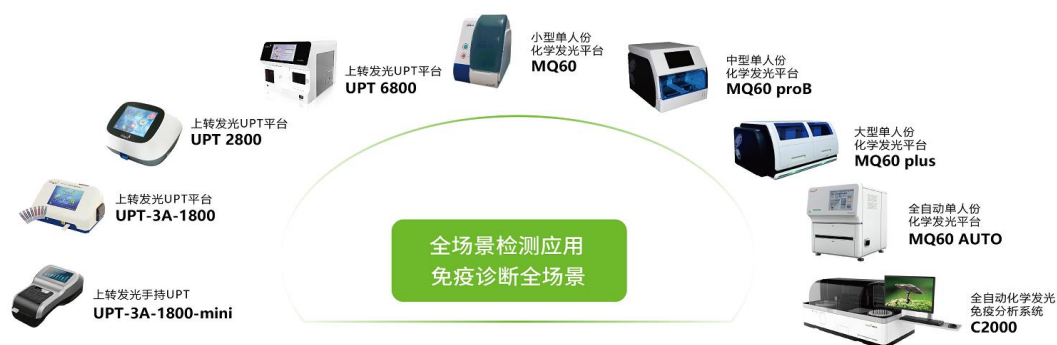 小型单人份
化学发光平台
MQ60
上转发光UPT平台
UPT 6800
中型单人份
化学发光平台
MQ60 proB
上转发光UPT平台
UPT 2800
大型单人份
化学发光平台
MQ60 plus
上转发光UPT平台
UPT-3A-1800
全自动单人份
化学发光平台
MQ60 AUTO
全场景检测应用
免疫诊断全场景
上转发光手持UPT
UPT-3A-1800-mini
全自动化学发光
免疫分析系统
C2000